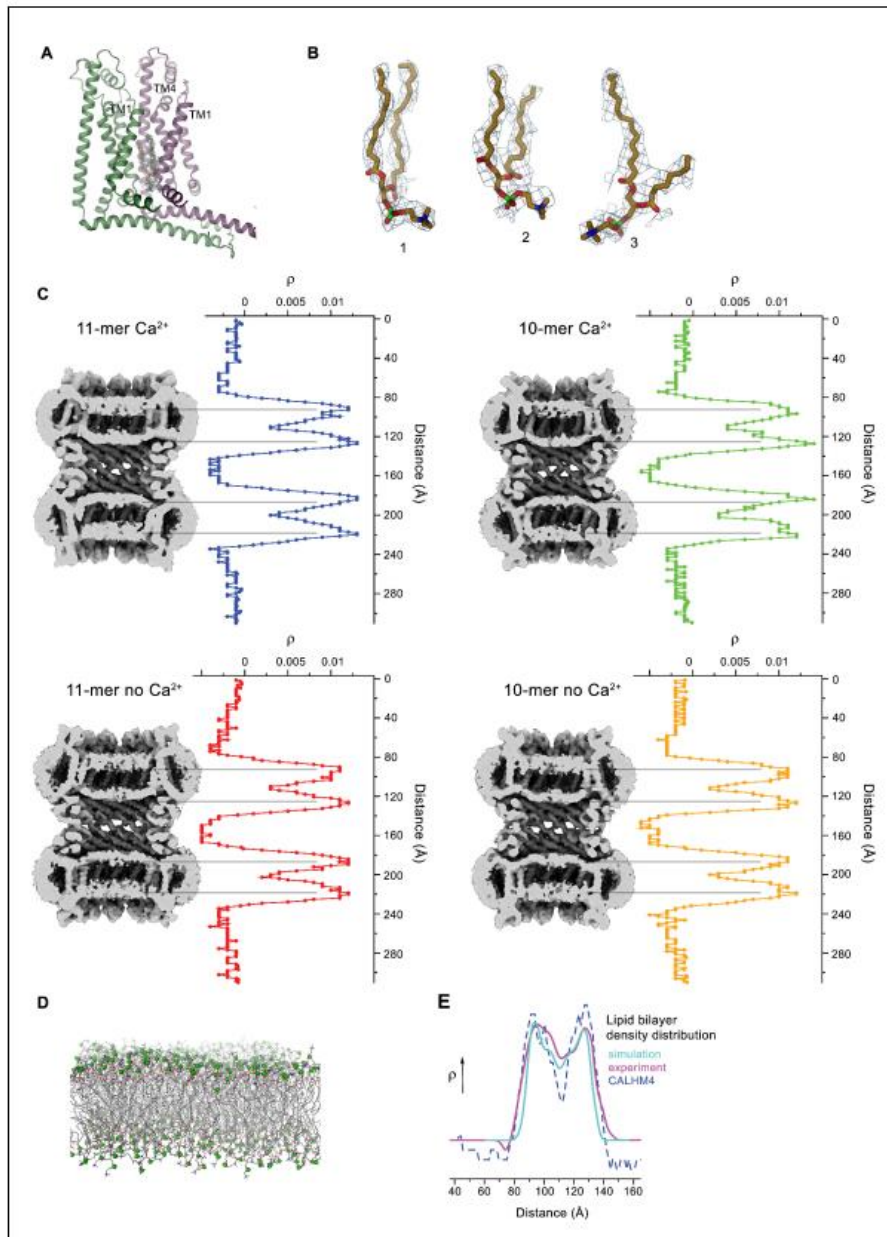 A
TM4
TM1
TM1
B
1
2
3
C
ρ
0 0.005 0.01
11-mer Ca²⁺
0
40
80
120
160
200
240
280
Distance (Å)
ρ
0 0.005 0.01
10-mer Ca²⁺
0
40
80
120
160
200
240
280
Distance (Å)
ρ
0 0.005 0.01
11-mer no Ca²⁺
0
40
80
120
160
200
240
280
Distance (Å)
ρ
0 0.005 0.01
10-mer no Ca²⁺
0
40
80
120
160
200
240
280
Distance (Å)
D
E
Lipid bilayer
density distribution
simulation
experiment
CALHM4
ρ
40 60 80 100 120 140 160
Distance (Å)